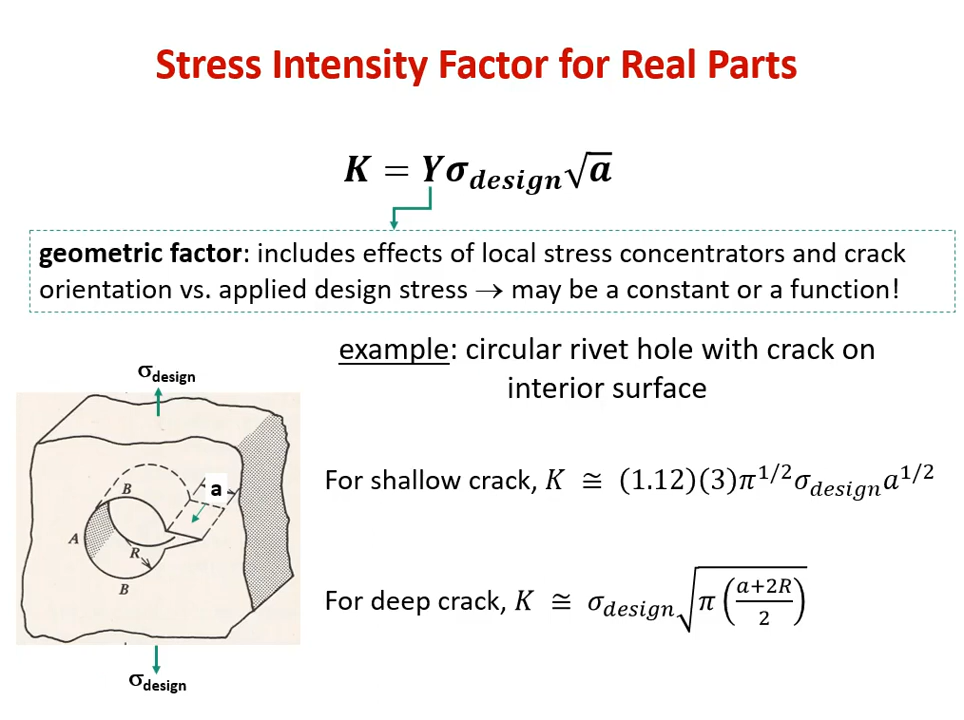 Stress Intensity Factor for Real Parts
K = Yσ_design √a
geometric factor: includes effects of local stress concentrators and crack
orientation vs. applied design stress → may be a constant or a function!
example: circular rivet hole with crack on
interior surface
σdesign
a
B
A
R
B
σdesign
For shallow crack, K ≅ (1.12)(3)π^1/2 σ_design a^1/2
For deep crack, K ≅ σ_design √(π((a+2R)/2))